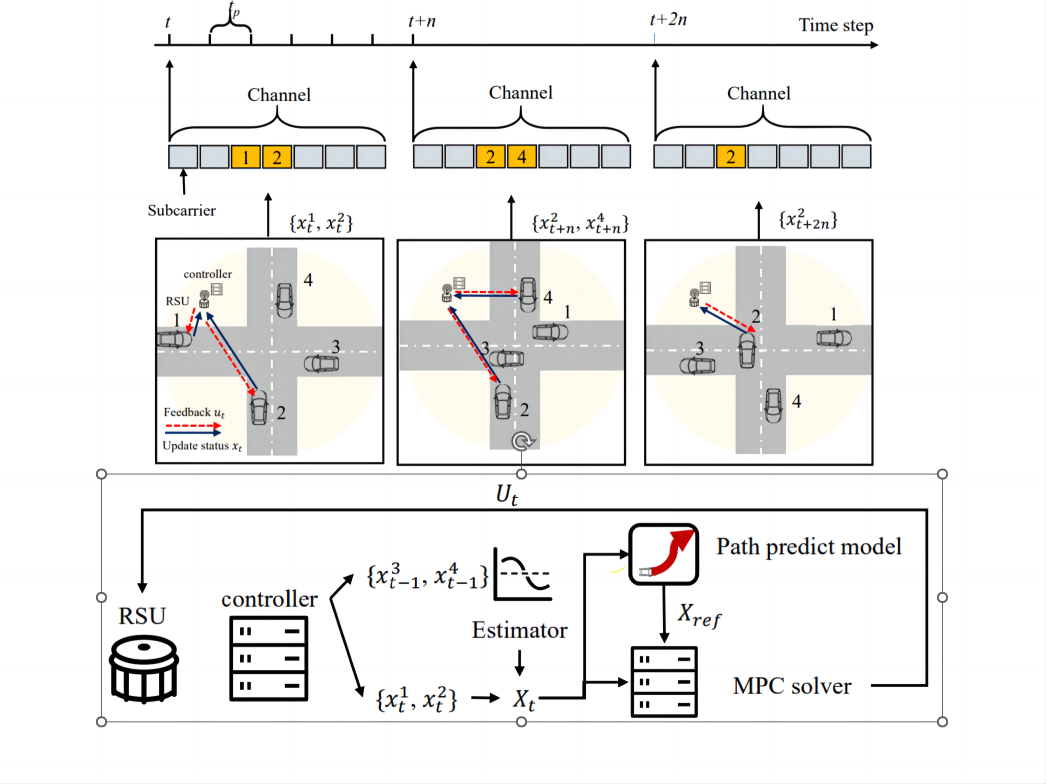 t
t_p
t+n
t+2n
Time step
Channel
Channel
Channel
1 2
2 4
2
Subcarrier
{x_t^1, x_t^2}
{x_{t+n}^2, x_{t+n}^4}
{x_{t+2n}^2}
controller
RSU
1
4
3
2
Feedback u_t
Update status x_t
4
1
3
2
2
1
3
4
U_t
RSU
controller
{x_{t-1}^3, x_{t-1}^4}
Estimator
{x_t^1, x_t^2}
X_t
Path predict model
X_{ref}
MPC solver